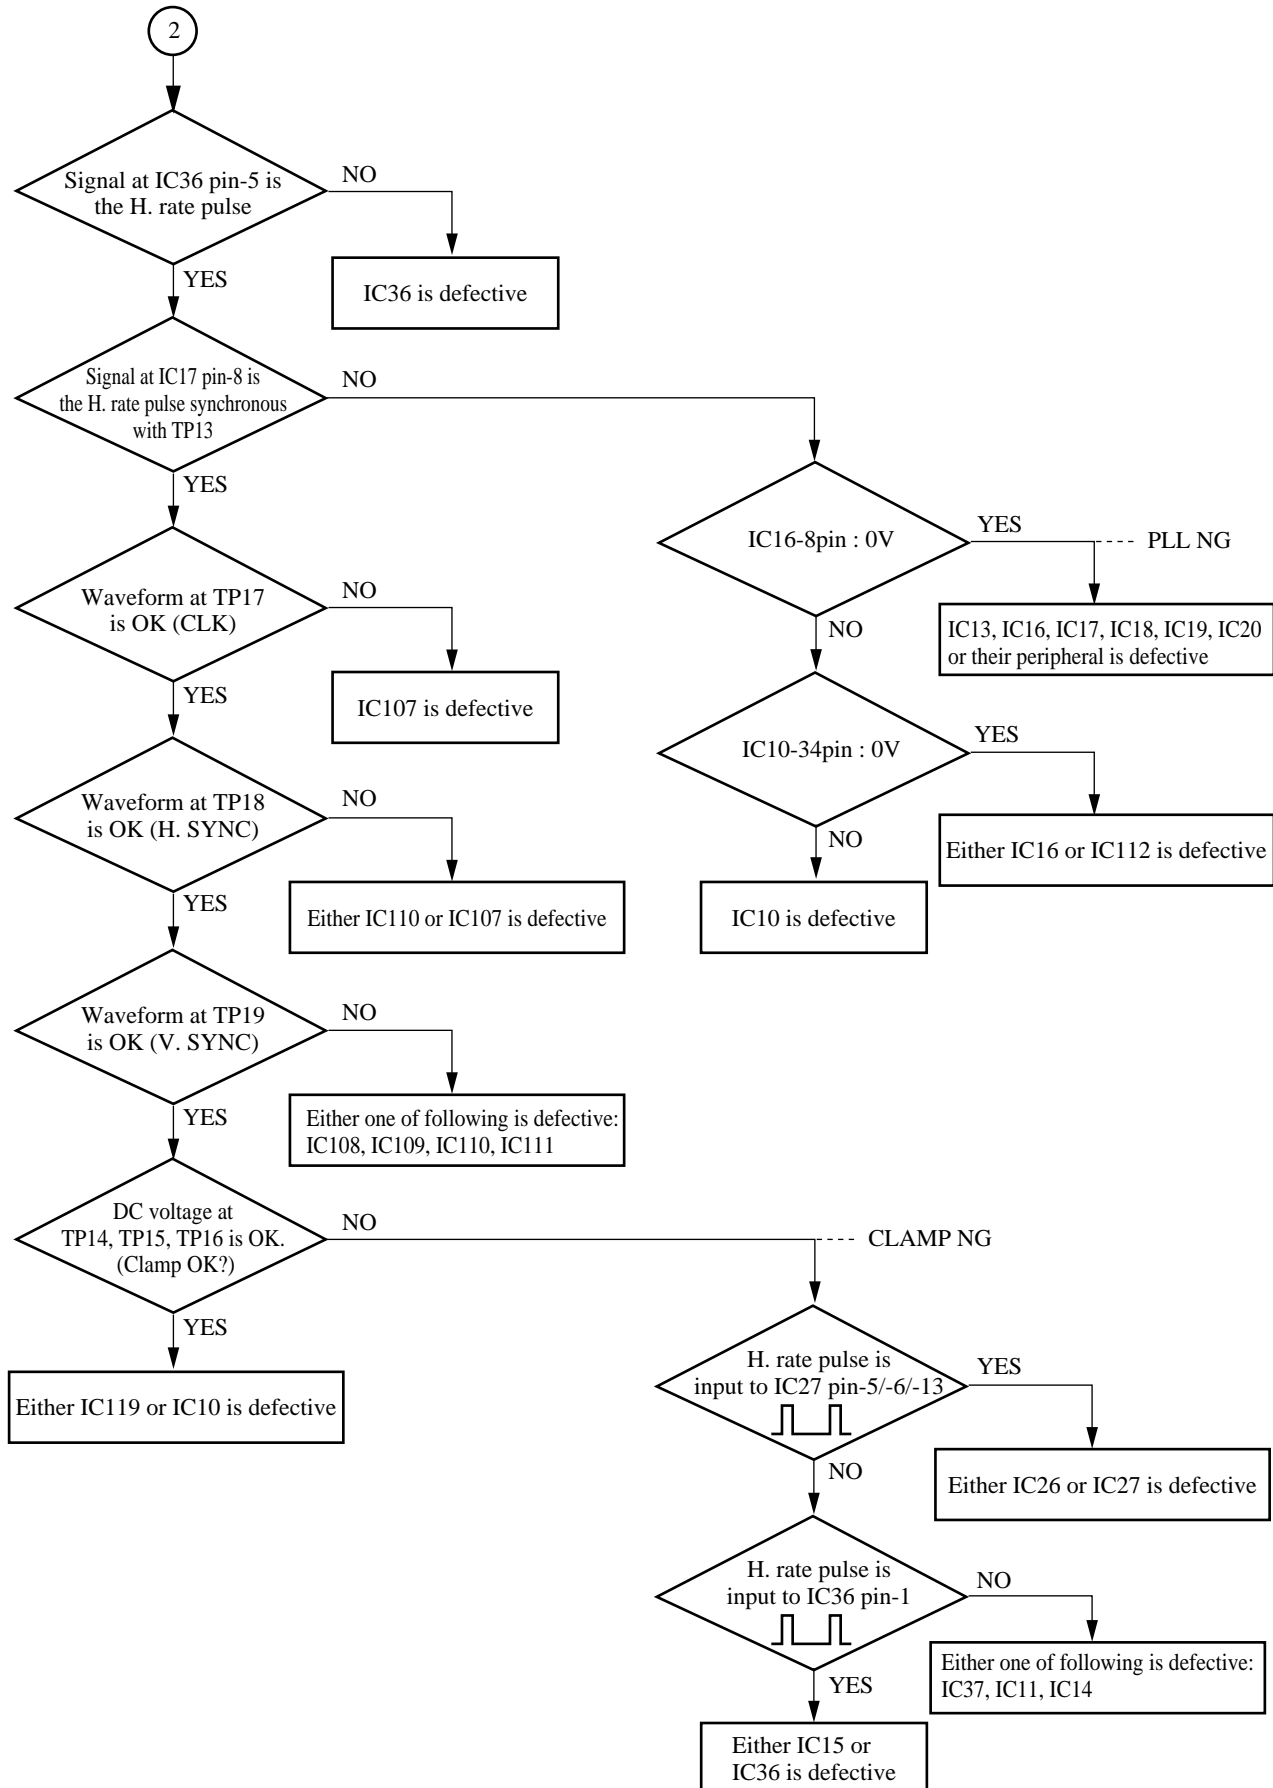 2
Signal at IC36 pin-5 is
the H. rate pulse
NO
YES
IC36 is defective
Signal at IC17 pin-8 is
the H. rate pulse synchronous
with TP13
NO
YES
IC16-8pin : 0V
YES
PLL NG
NO
IC13, IC16, IC17, IC18, IC19, IC20
or their peripheral is defective
Waveform at TP17
is OK (CLK)
NO
YES
IC107 is defective
IC10-34pin : 0V
YES
NO
Either IC16 or IC112 is defective
IC10 is defective
Waveform at TP18
is OK (H. SYNC)
NO
YES
Either IC110 or IC107 is defective
Waveform at TP19
is OK (V. SYNC)
NO
YES
Either one of following is defective:
IC108, IC109, IC110, IC111
DC voltage at
TP14, TP15, TP16 is OK.
(Clamp OK?)
NO
CLAMP NG
YES
Either IC119 or IC10 is defective
H. rate pulse is
input to IC27 pin-5/-6/-13
YES
NO
Either IC26 or IC27 is defective
H. rate pulse is
input to IC36 pin-1
NO
YES
Either one of following is defective:
IC37, IC11, IC14
Either IC15 or
IC36 is defective